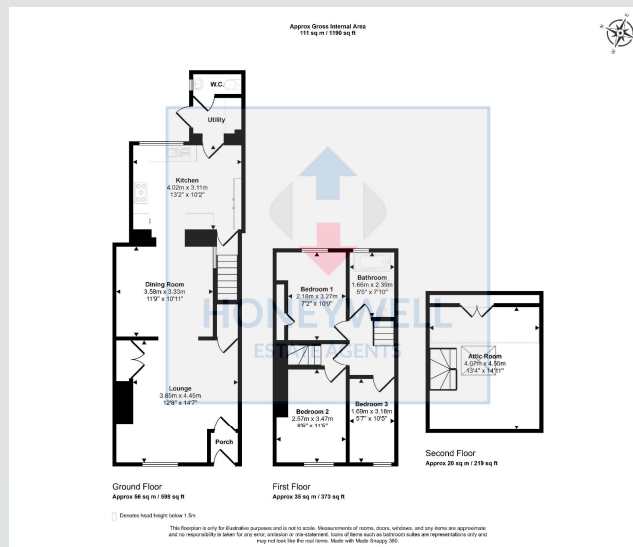 Approx Gross Internal Area
111 sq m / 1190 sq ft
N
E
S
W
W.C.
Utility
Kitchen
4.02m x 3.11m
13'2" x 10'2"
Dining Room
3.58m x 3.33m
11'9" x 10'11"
Lounge
3.85m x 4.45m
12'8" x 14'7"
Porch
Bedroom 1
2.18m x 3.27m
7'2" x 10'9"
Bathroom
1.66m x 2.39m
5'5" x 7'10"
HONEYWELL
ESTATE AGENTS
Bedroom 2
2.57m x 3.47m
8'5" x 11'5"
Bedroom 3
1.69m x 3.18m
5'7" x 10'5"
Attic Room
4.07m x 4.55m
13'4" x 14'11"
Ground Floor
Approx 56 sq m / 598 sq ft
First Floor
Approx 35 sq m / 373 sq ft
Second Floor
Approx 20 sq m / 219 sq ft
Denotes head height below 1.5m
This floorplan is only for illustrative purposes and is not to scale. Measurements of rooms, doors, windows, and any items are approximate
and no responsibility is taken for any error, omission or mis-statement. Icons of items such as bathroom suites are representations only and
may not look like the real items. Made with Made Snappy 360.